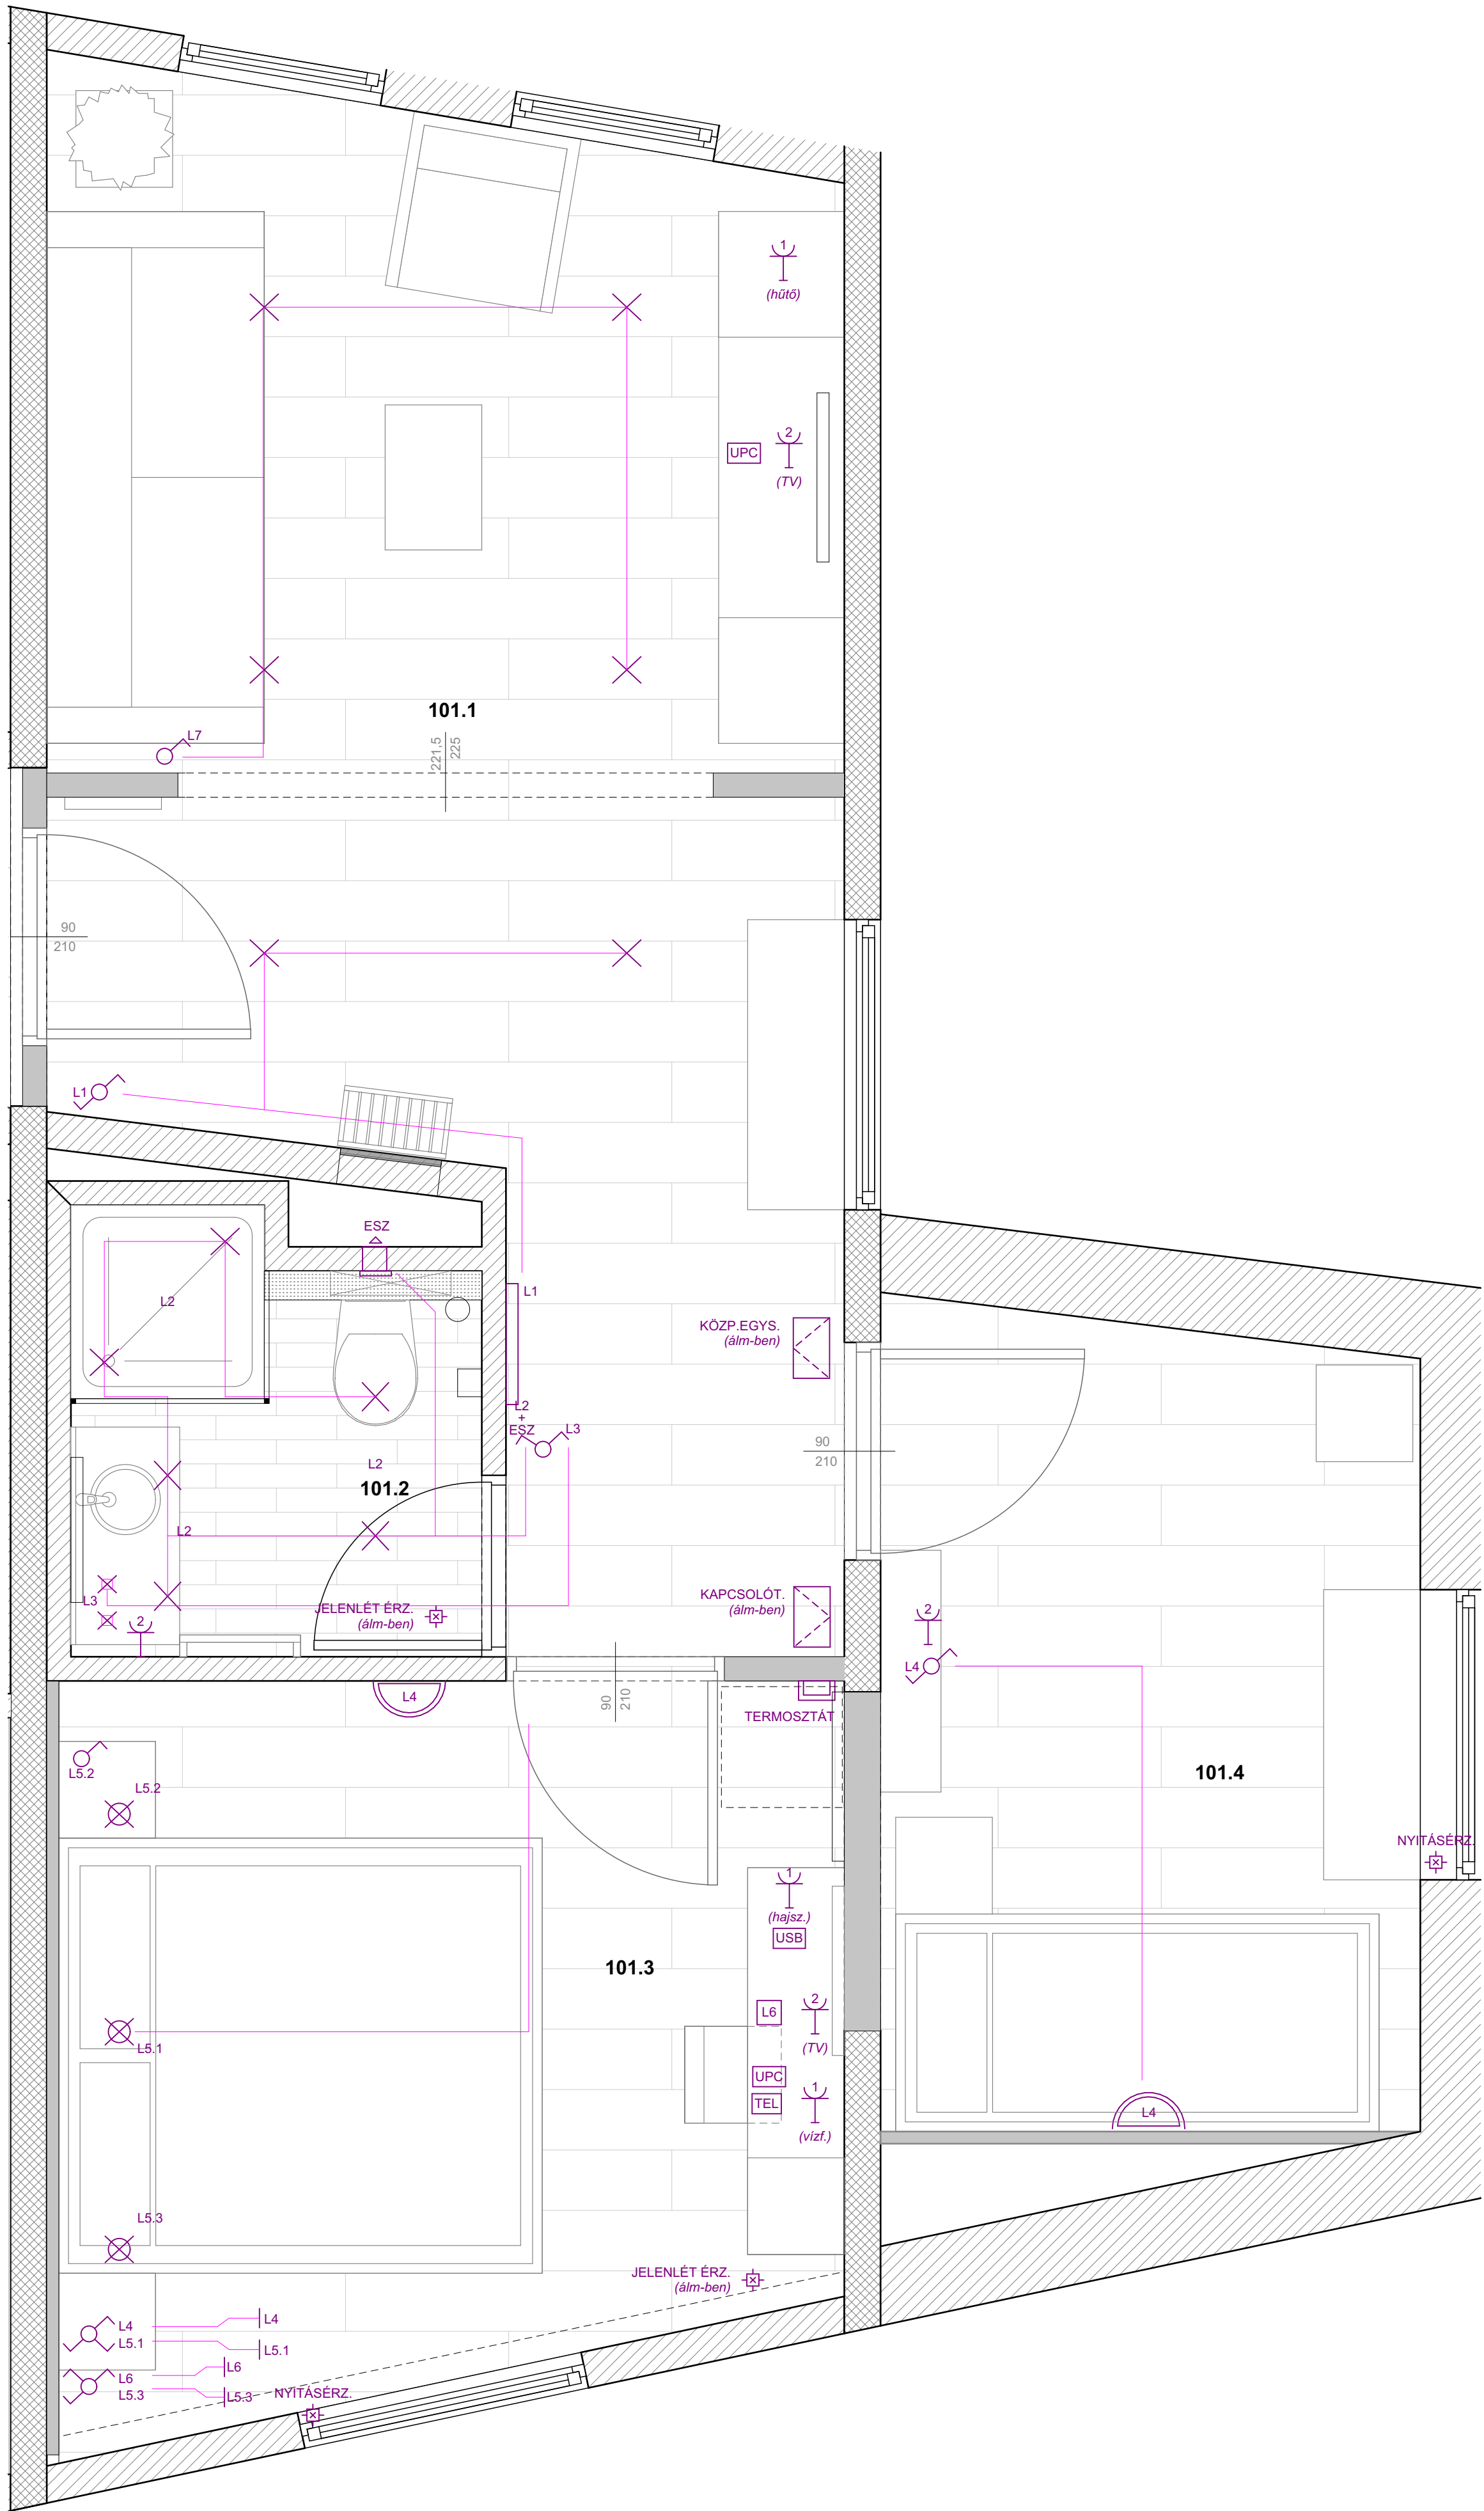 1
(hűtő)
2
UPC
(TV)
101.1
L7
221,5
225
90
210
L1
ESZ
L1
L2
KÖZP.EGYS.
(álm-ben)
L2
+
ESZ
L3
90
210
L2
101.2
L2
L3
2
JELENLÉT ÉRZ.
(álm-ben)
KAPCSOLÓT.
(álm-ben)
2
L4
90
210
L4
TERMOSZTÁT
L5.2
L5.2
101.4
NYITÁSÉRZ.
1
(hajsz.)
USB
101.3
L6
2
(TV)
L5.1
UPC
TEL
1
(vízf.)
L4
L5.3
JELENLÉT ÉRZ.
(álm-ben)
L4
L5.1
L4
L5.1
L6
L5.3
L6
L5.3
NYITÁSÉRZ.